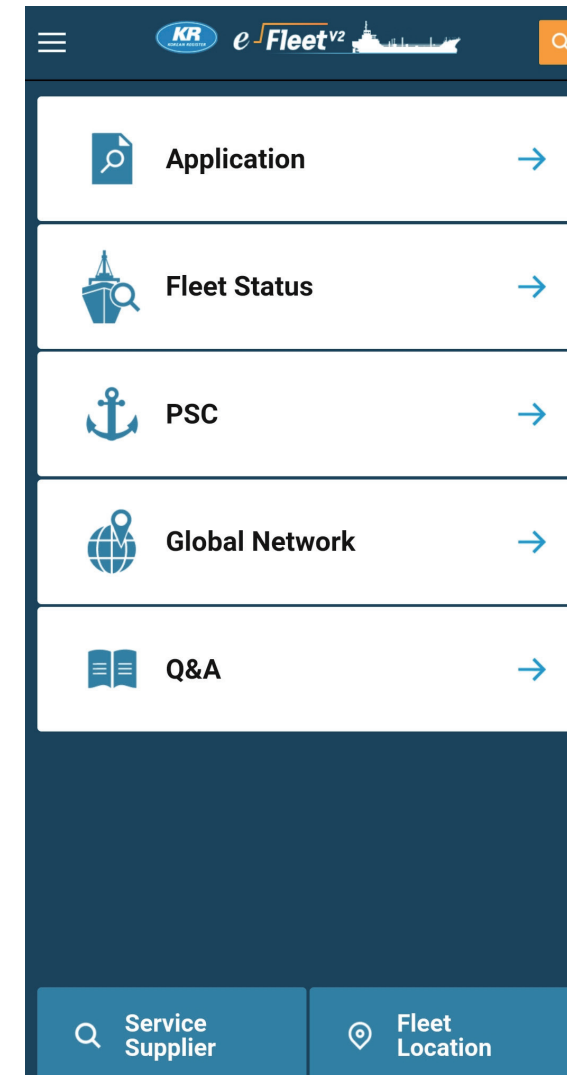 KR
KOREAN REGISTER
e-Fleet V2
Application
Fleet Status
PSC
Global Network
Q&A
Service
Supplier
Fleet
Location